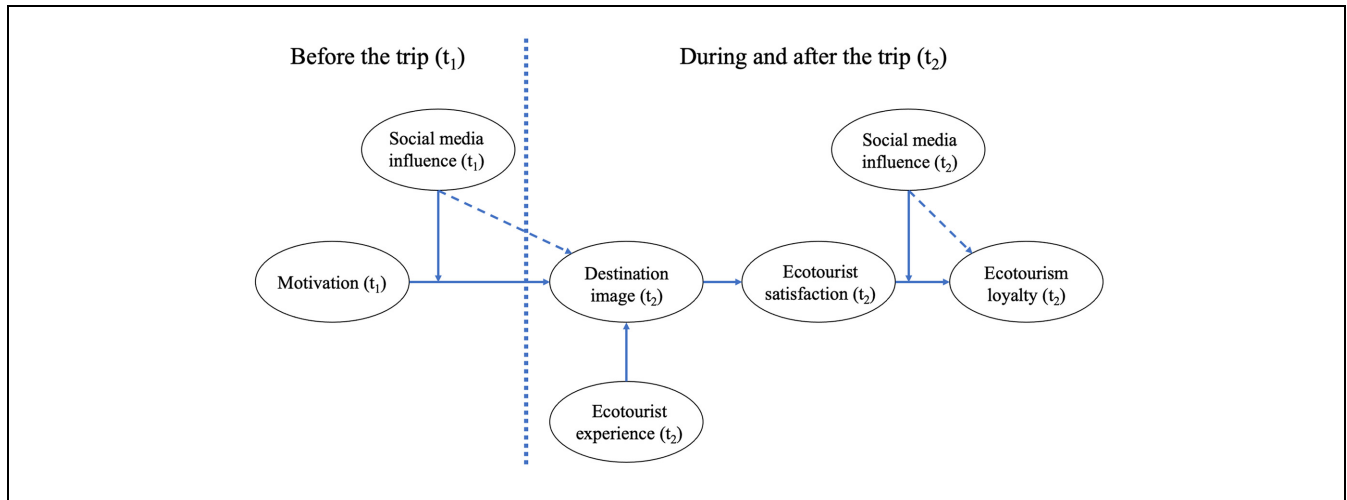 Before the trip (t₁)
During and after the trip (t₂)
Social media
influence (t₁)
Social media
influence (t₂)
Motivation (t₁)
Destination
image (t₂)
Ecotourist
satisfaction (t₂)
Ecotourism
loyalty (t₂)
Ecotourist
experience (t₂)